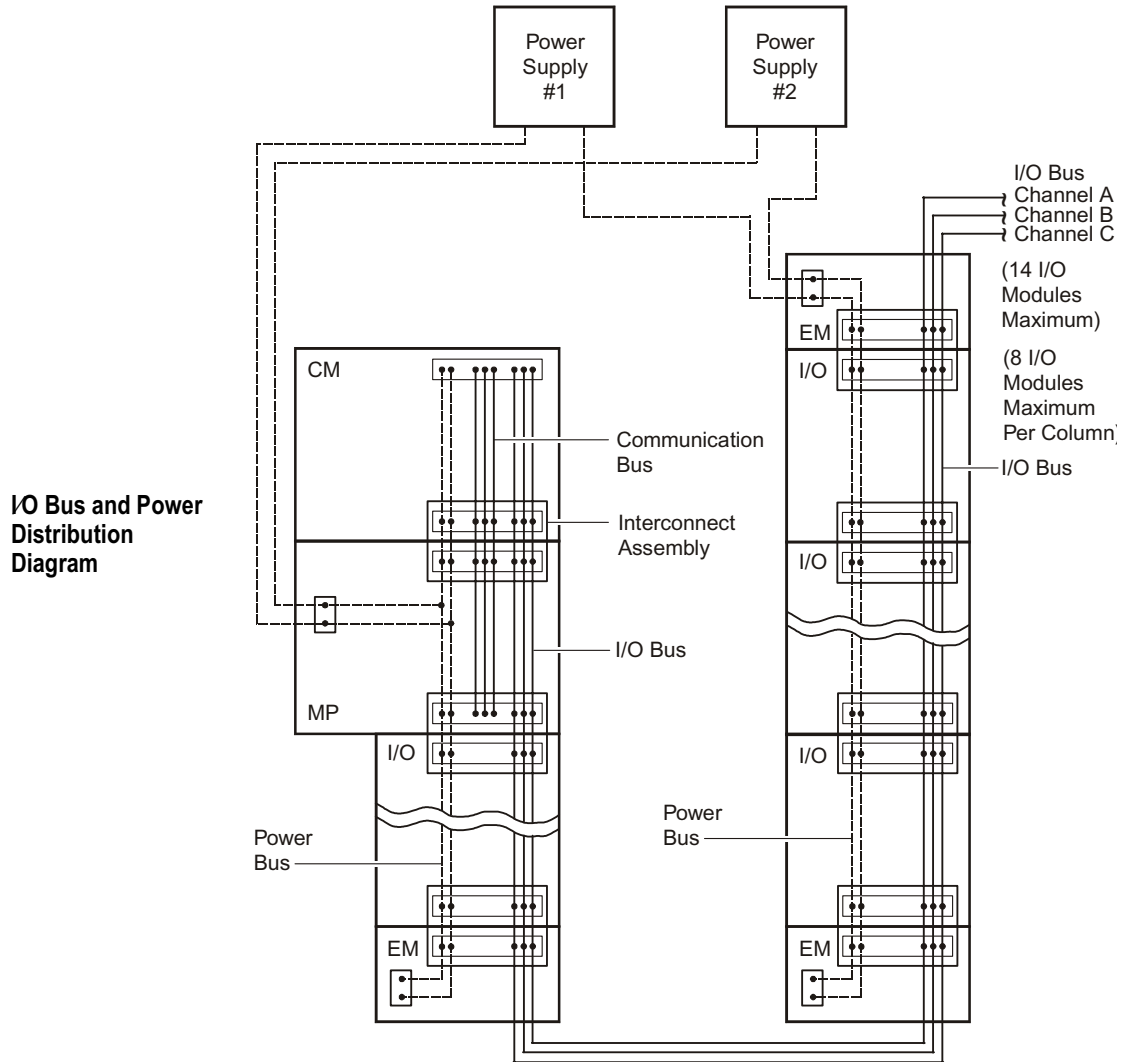 Power
Supply
#1
Power
Supply
#2
I/O Bus
Channel A
Channel B
Channel C
(14 I/O
Modules
Maximum)
EM
I/O
(8 I/O
Modules
Maximum
Per Column)
I/O Bus
CM
Communication
Bus
Interconnect
Assembly
I/O Bus and Power
Distribution
Diagram
I/O
I/O Bus
MP
I/O
I/O
Power
Bus
Power
Bus
EM
EM